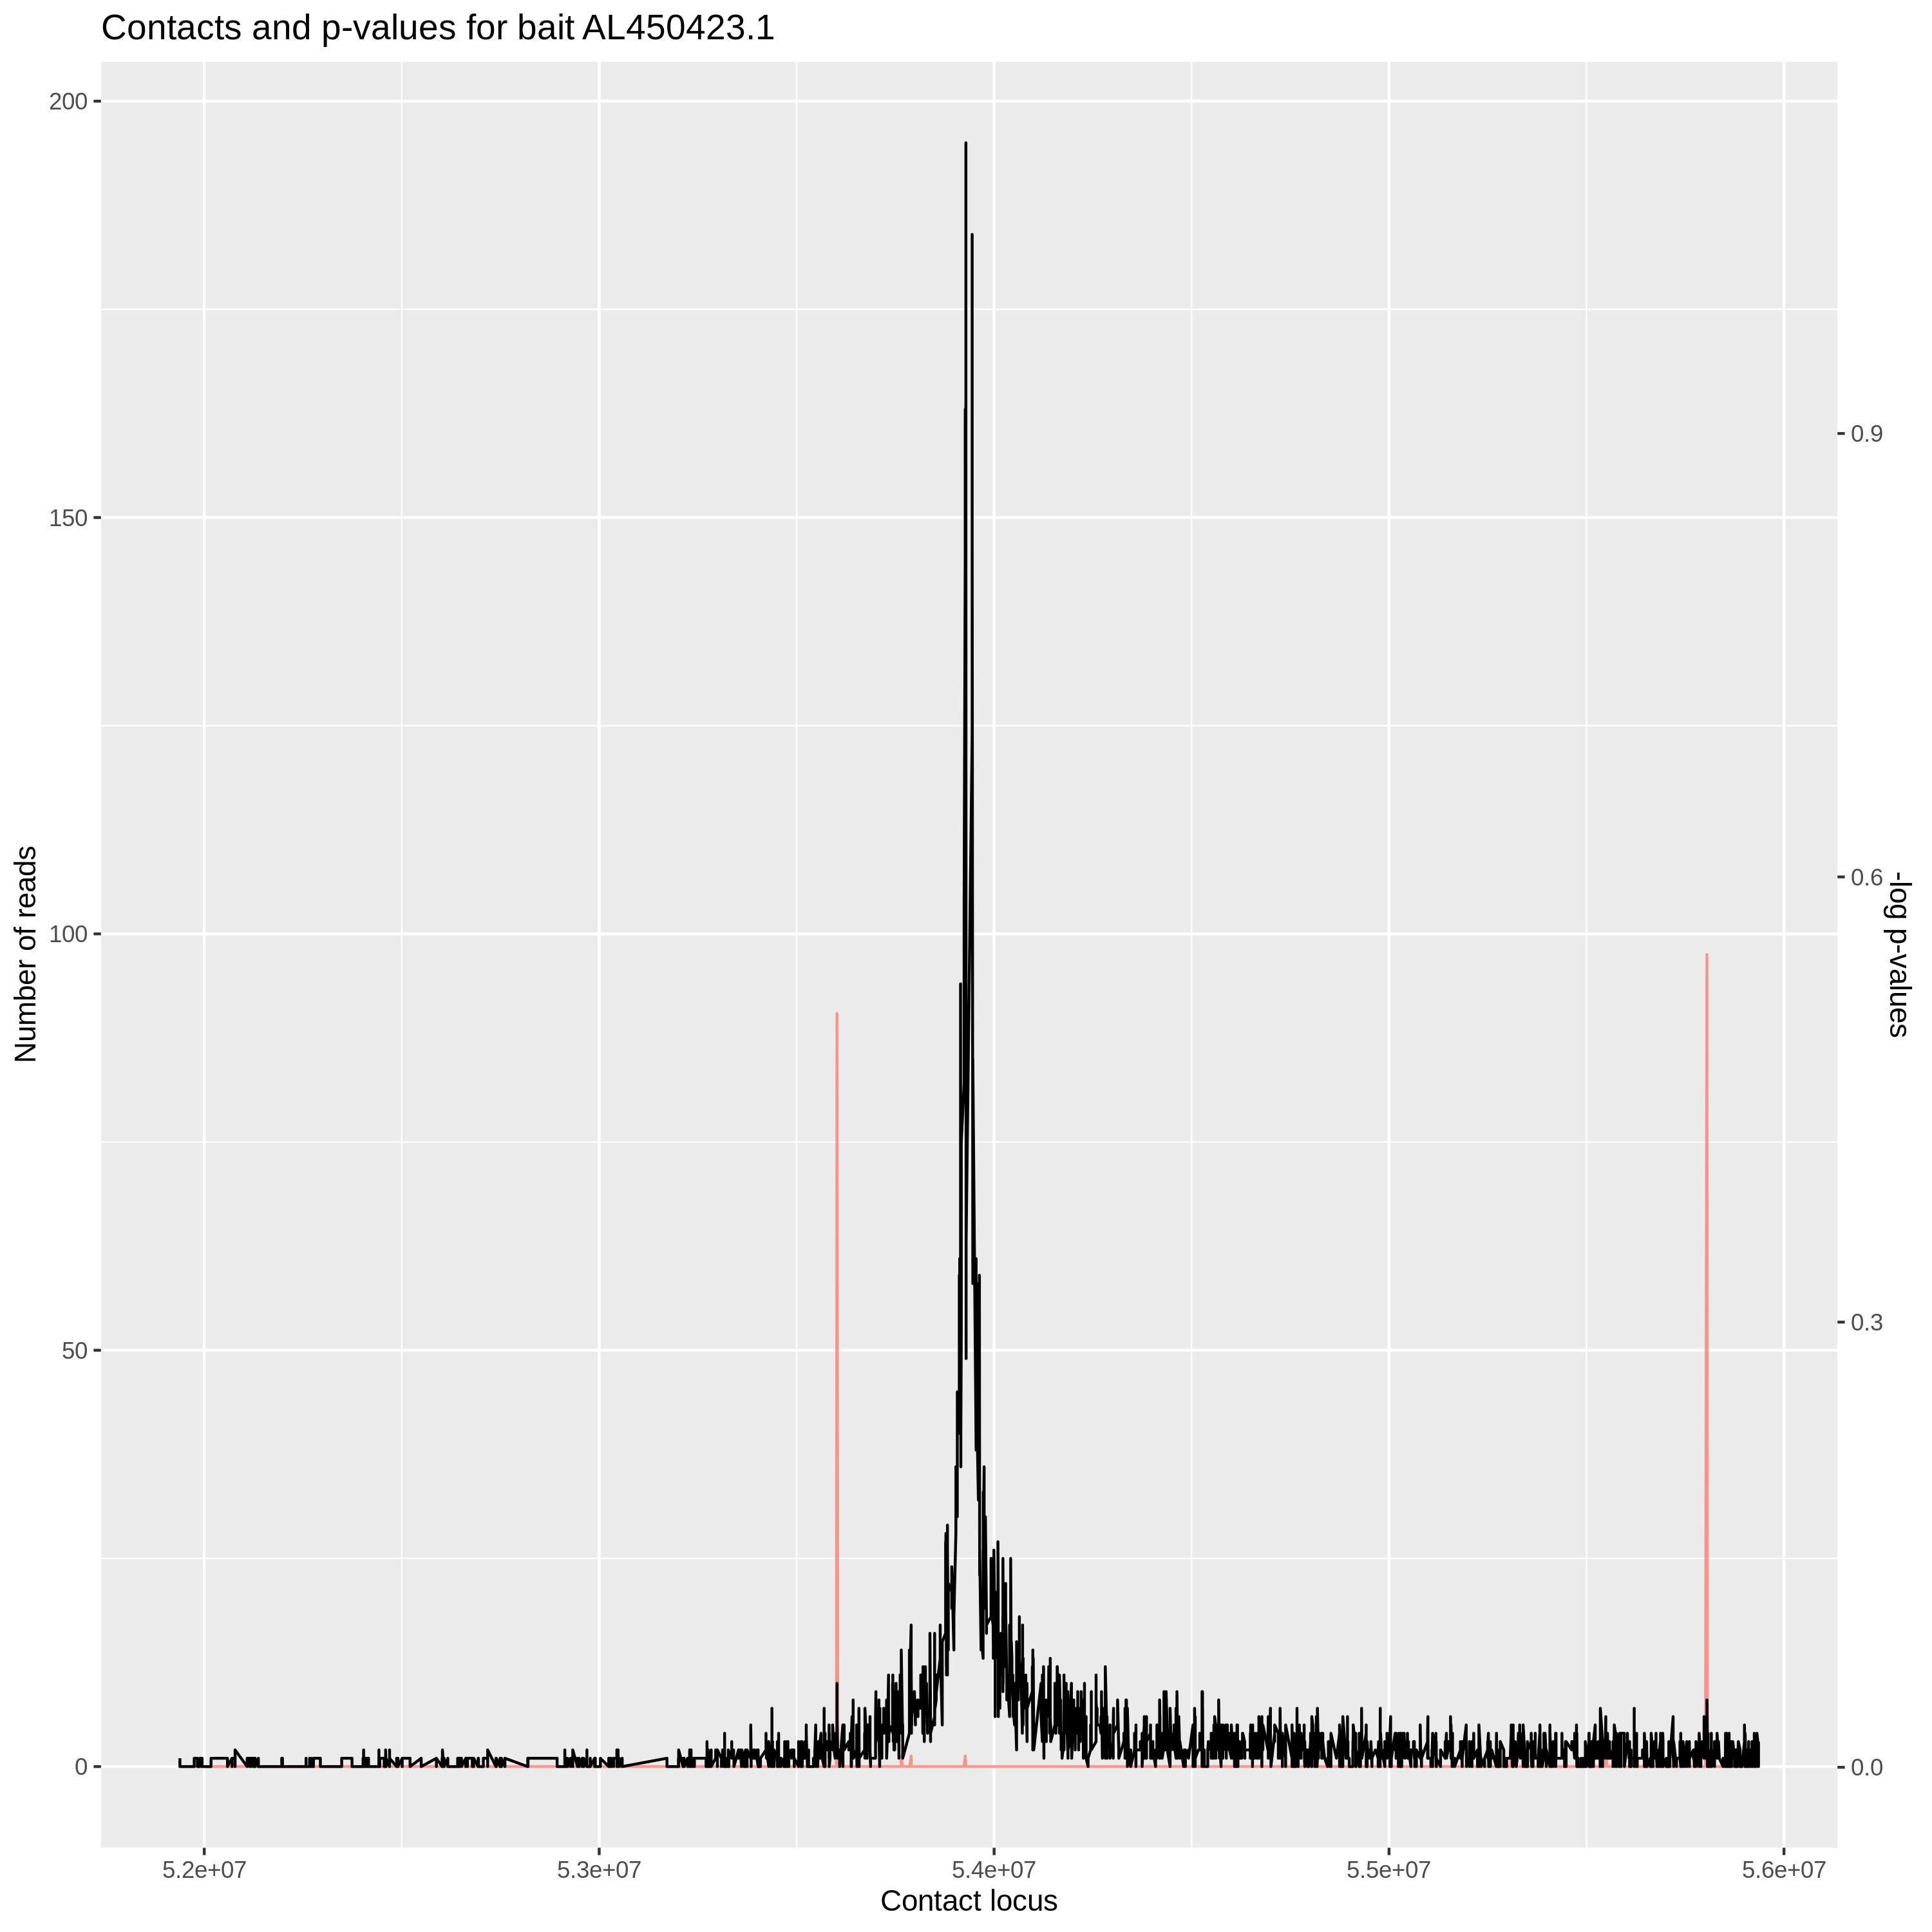 Contacts and p-values for bait AL450423.1
200
150
100
50
0
Number of reads
0.9
0.6
0.3
0.0
-log p-values
5.2e+07 5.3e+07 5.4e+07 5.5e+07 5.6e+07
Contact locus